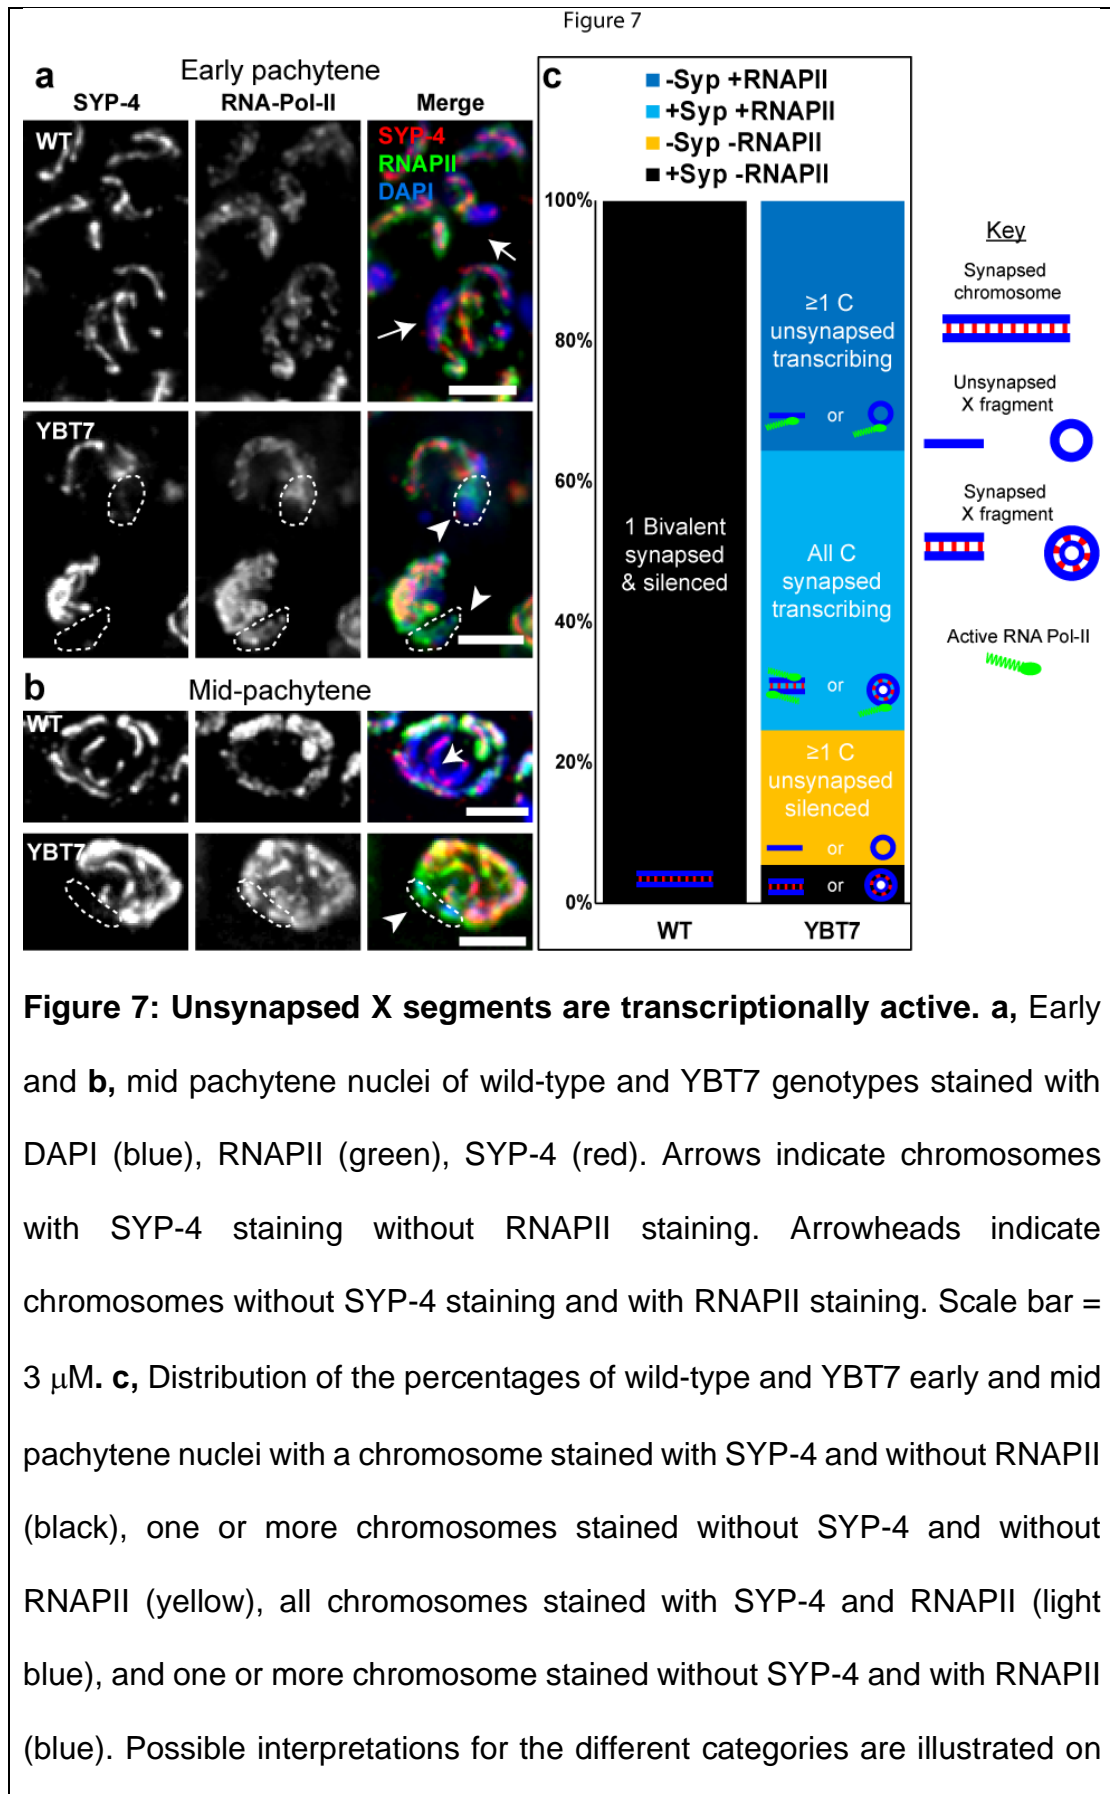 Figure 7
a
Early pachytene
SYP-4 RNA-Pol-II Merge
WT
SYP-4
RNAPII
DAPI
YBT7
b
Mid-pachytene
WT
YBT7
c
-Syp +RNAPII
+Syp +RNAPII
-Syp -RNAPII
+Syp -RNAPII
100%
80%
60%
40%
20%
0%
1 Bivalent
synapsed
& silenced
≥1 C
unsynapsed
transcribing
or
All C
synapsed
transcribing
or
≥1 C
unsynapsed
silenced
or
or
WT YBT7
Key
Synapsed
chromosome
Unsynapsed
X fragment
Synapsed
X fragment
Active RNA Pol-II
Figure 7: Unsynapsed X segments are transcriptionally active. a, Early
and b, mid pachytene nuclei of wild-type and YBT7 genotypes stained with
DAPI (blue), RNAPII (green), SYP-4 (red). Arrows indicate chromosomes
with SYP-4 staining without RNAPII staining. Arrowheads indicate
chromosomes without SYP-4 staining and with RNAPII staining. Scale bar =
3 μM. c, Distribution of the percentages of wild-type and YBT7 early and mid
pachytene nuclei with a chromosome stained with SYP-4 and without RNAPII
(black), one or more chromosomes stained without SYP-4 and without
RNAPII (yellow), all chromosomes stained with SYP-4 and RNAPII (light
blue), and one or more chromosome stained without SYP-4 and with RNAPII
(blue). Possible interpretations for the different categories are illustrated on